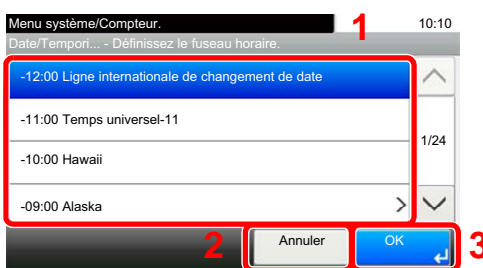 Menu système/Compteur. 1 10:10
Date/Tempori... - Définissez le fuseau horaire.
-12:00 Ligne internationale de changement de date
-11:00 Temps universel-11
1/24
-10:00 Hawaii
-09:00 Alaska
2 Annuler OK 3